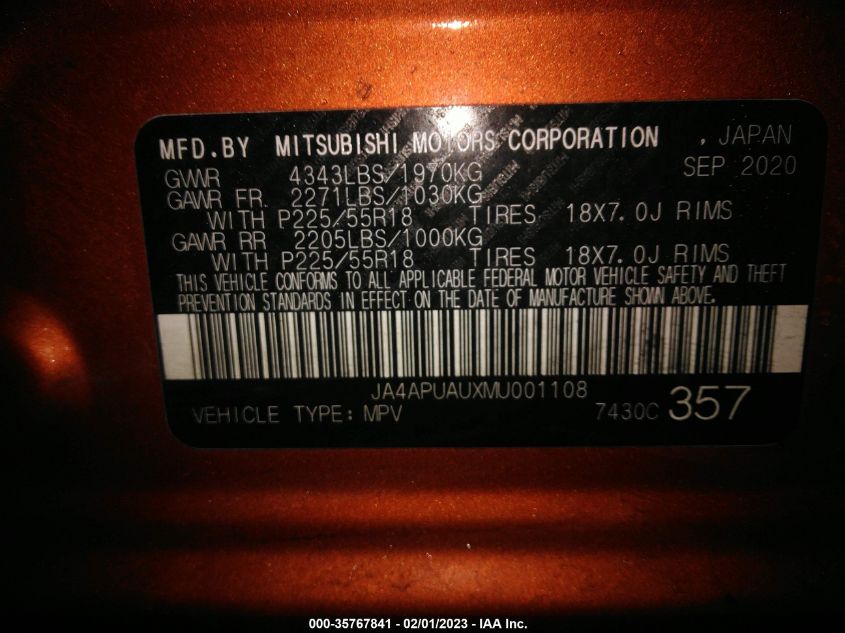 MFD.BY MITSUBISHI MOTORS CORPORATION , JAPAN
GVWR 4343LBS/1970KG SEP 2020
GAWR FR. 2271LBS/1030KG
WITH P225/55R18 TIRES 18X7.0J RIMS
GAWR RR 2205LBS/1000KG
WITH P225/55R18 TIRES 18X7.0J RIMS
THIS VEHICLE CONFORMS TO ALL APPLICABLE FEDERAL MOTOR VEHICLE SAFETY AND THEFT
PREVENTION STANDARDS IN EFFECT ON THE DATE OF MANUFACTURE SHOWN ABOVE.
JA4APUAUXMU001108
VEHICLE TYPE: MPV 7430C 357
000-35767841 - 02/01/2023 - IAA Inc.